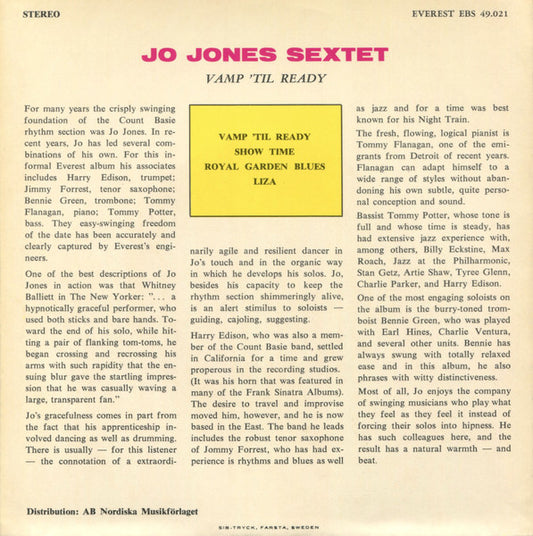 STEREO
EVEREST EBS 49.021
JO JONES SEXTET
VAMP 'TIL READY
For many years the crisply swinging
foundation of the Count Basie
rhythm section was Jo Jones. In re-
cent years, Jo has led several com-
binations of his own. For this in-
formal Everest album his associates
includes Harry Edison, trumpet;
Jimmy Forrest, tenor saxophone;
Bennie Green, trombone; Tommy
Flanagan, piano; Tommy Potter,
bass. They easy-swinging freedom
of the date has been accurately and
clearly captured by Everest's engi-
neers.
One of the best descriptions of Jo
Jones in action was that Whitney
Balliett in The New Yorker: "... a
hypnotically graceful performer, who
used both sticks and bare hands. To-
ward the end of his solo, while hit-
ting a pair of flanking tom-toms, he
began crossing and recrossing his
arms with such rapidity that the en-
suing blur gave the startling impres-
sion that he was casually waving a
large, transparent fan."
Jo's gracefulness comes in part from
the fact that his apprenticeship in-
volved dancing as well as drumming.
There is usually — for this listener
— the connotation of a extraordi-
VAMP 'TIL READY
SHOW TIME
ROYAL GARDEN BLUES
LIZA
narily agile and resilient dancer in
Jo's touch and in the organic way
in which he develops his solos. Jo,
besides his capacity to keep the
rhythm section shimmeringly alive,
is an alert stimilus to soloists —
guiding, cajoling, suggesting.
Harry Edison, who was also a mem-
ber of the Count Basie band, settled
in California for a time and grew
properous in the recording studios.
(It was his horn that was featured in
many of the Frank Sinatra Albums).
The desire to travel and improvise
moved him, however, and he is now
based in the East. The band he leads
includes the robust tenor saxophone
of Jommy Forrest, who has had ex-
perience is rhythms and blues as well
as jazz and for a time was best
known for his Night Train.
The fresh, flowing, logical pianist is
Tommy Flanagan, one of the emi-
grants from Detroit of recent years.
Flanagan can adapt himself to a
wide range of styles without aban-
doning his own subtle, quite perso-
nal conception and sound.
Bassist Tommy Potter, whose tone is
full and whose time is steady, has
had extensive jazz experience with,
among others, Billy Eckstine, Max
Roach, Jazz at the Philharmonic,
Stan Getz, Artie Shaw, Tyree Glenn,
Charlie Parker, and Harry Edison.
One of the most engaging soloists on
the album is the burry-toned trom-
boist Bennie Green, who was played
with Earl Hines, Charlie Ventura,
and several other units. Bennie has
always swung with totally relaxed
ease and in this album, he also
phrases with witty distinctiveness.
Most of all, Jo enjoys the company
of swinging musicians who play what
they feel as they feel it instead of
forcing their solos into hipness. He
has such colleagues here, and the
result has a natural warmth — and
beat.
Distribution: AB Nordiska Musikförlaget
SIB-TRYCK, FARSTA, SWEDEN